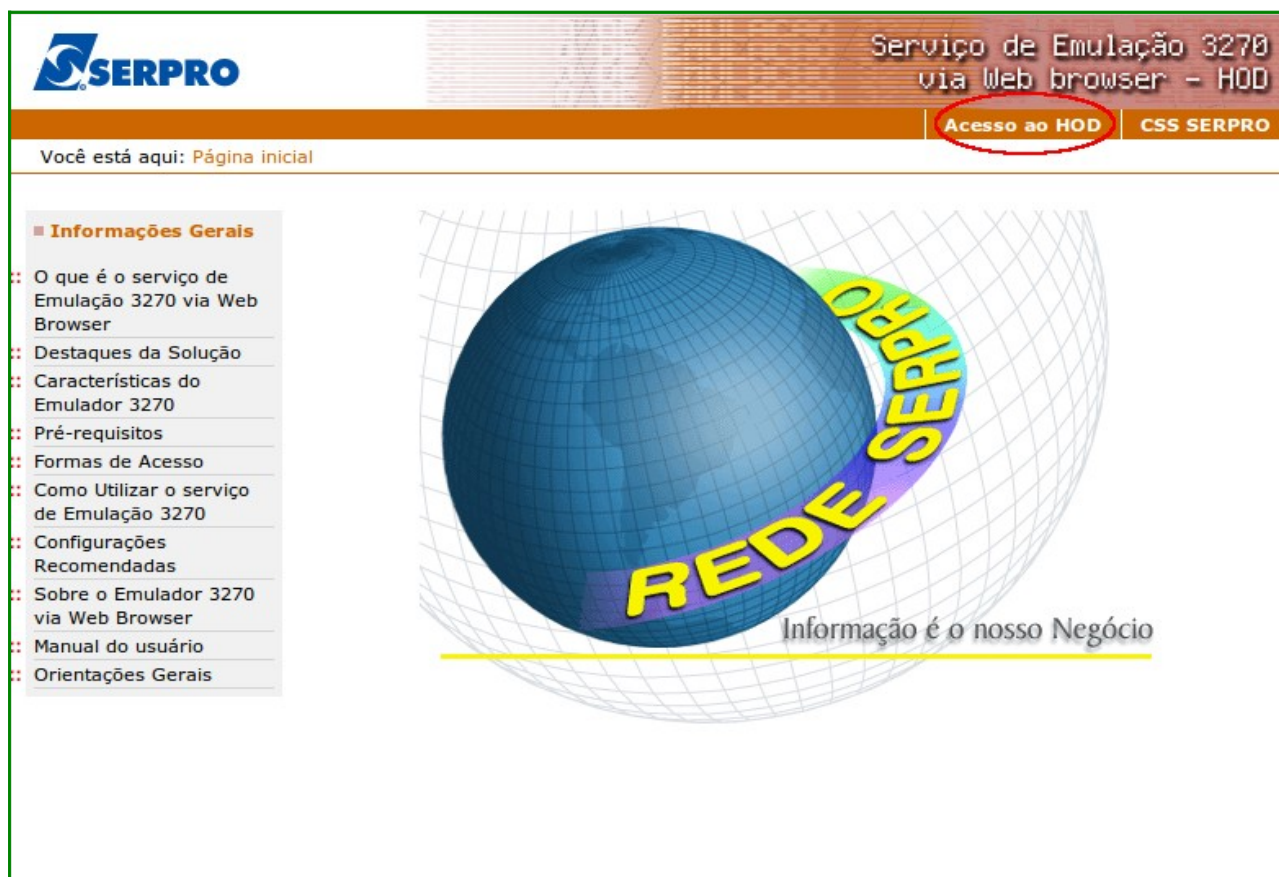 SERPRO
Serviço de Emulação 3270
via Web browser - HOD
Acesso ao HOD
CSS SERPRO
Você está aqui: Página inicial
Informações Gerais
:: O que é o serviço de
Emulação 3270 via Web
Browser
:: Destaques da Solução
:: Características do
Emulador 3270
:: Pré-requisitos
:: Formas de Acesso
:: Como Utilizar o serviço
de Emulação 3270
:: Configurações
Recomendadas
:: Sobre o Emulador 3270
via Web Browser
:: Manual do usuário
:: Orientações Gerais
REDE SERPRO
Informação é o nosso Negócio